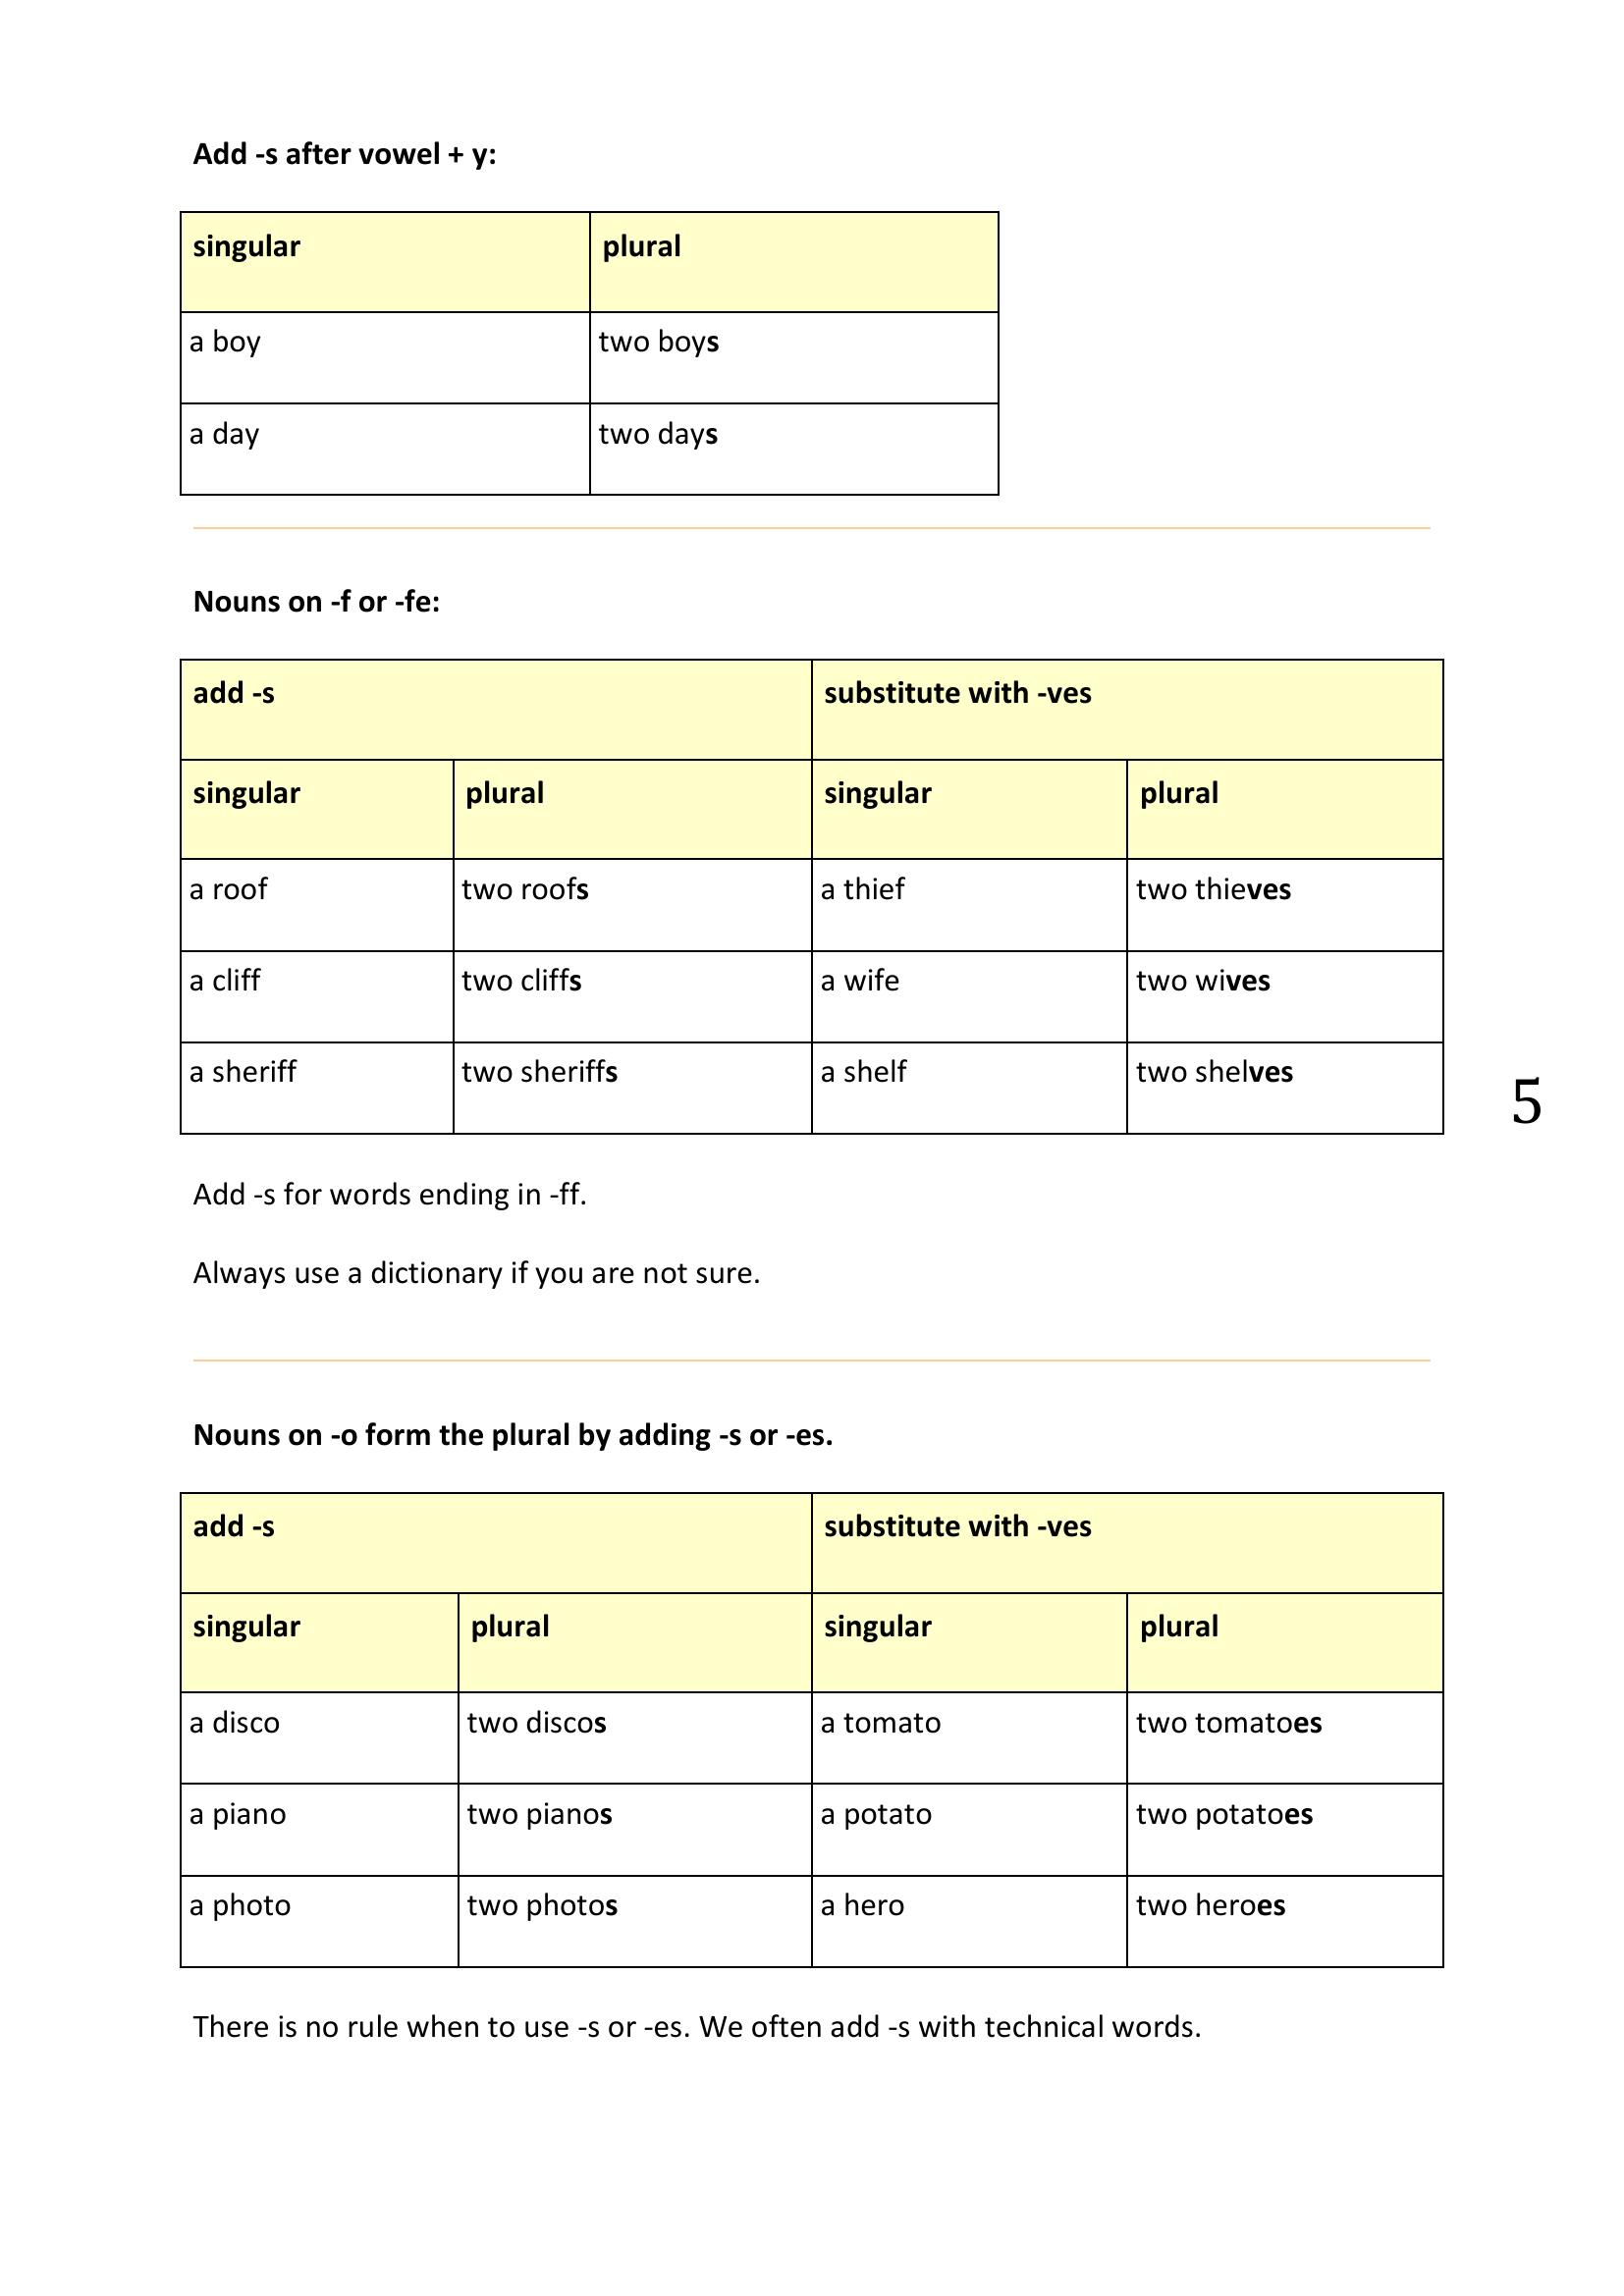 Add -s after vowel + y:
singular plural
a boy two boys
a day two days
Nouns on -f or -fe:
add -s substitute with -ves
singular plural singular plural
a roof two roofs a thief two thieves
a cliff two cliffs a wife two wives
a sheriff two sheriffs a shelf two shelves
5
Add -s for words ending in -ff.
Always use a dictionary if you are not sure.
Nouns on -o form the plural by adding -s or -es.
add -s substitute with -ves
singular plural singular plural
a disco two discos a tomato two tomatoes
a piano two pianos a potato two potatoes
a photo two photos a hero two heroes
There is no rule when to use -s or -es. We often add -s with technical words.